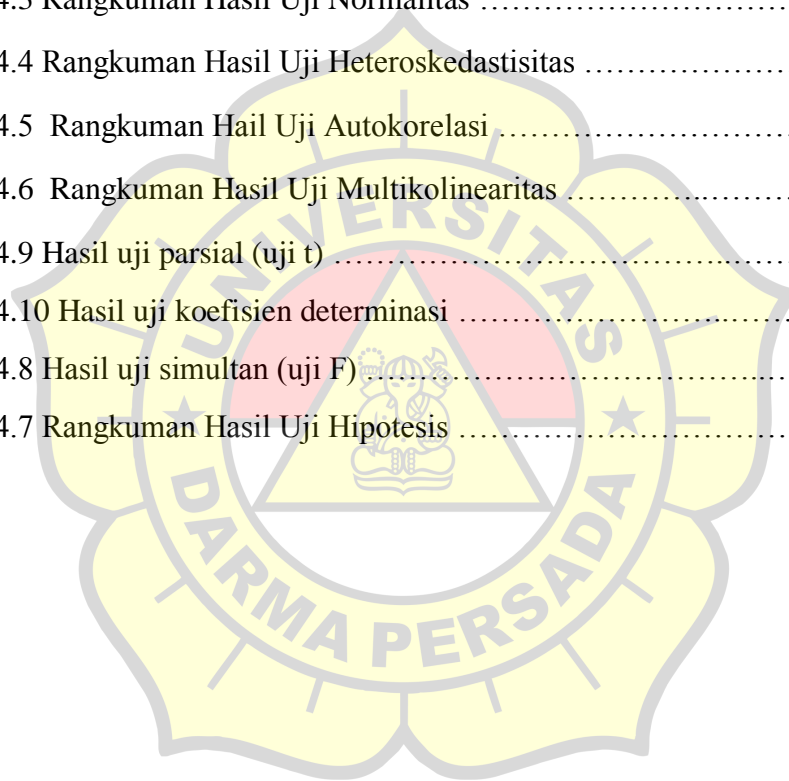 4.3 Rangkuman Hasil Uji Normalitas ……………………………
4.4 Rangkuman Hasil Uji Heteroskedastisitas …………………
4.5 Rangkuman Hail Uji Autokorelasi …………………………
4.6 Rangkuman Hasil Uji Multikolinearitas ……………..……
4.9 Hasil uji parsial (uji t) …………………………………..……
4.10 Hasil uji koefisien determinasi ………………………..……
4.8 Hasil uji simultan (uji F) …………………………………..…
4.7 Rangkuman Hasil Uji Hipotesis ………………………………
UNIVERSITAS
DARMA PERSADA